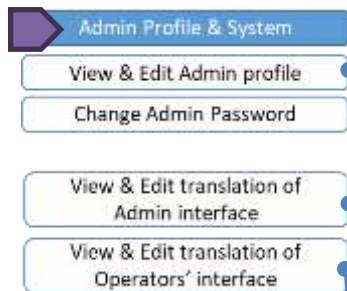 Admin Profile & System
View & Edit Admin profile
Change Admin Password
View & Edit translation of
Admin interface
View & Edit translation of
Operators' interface